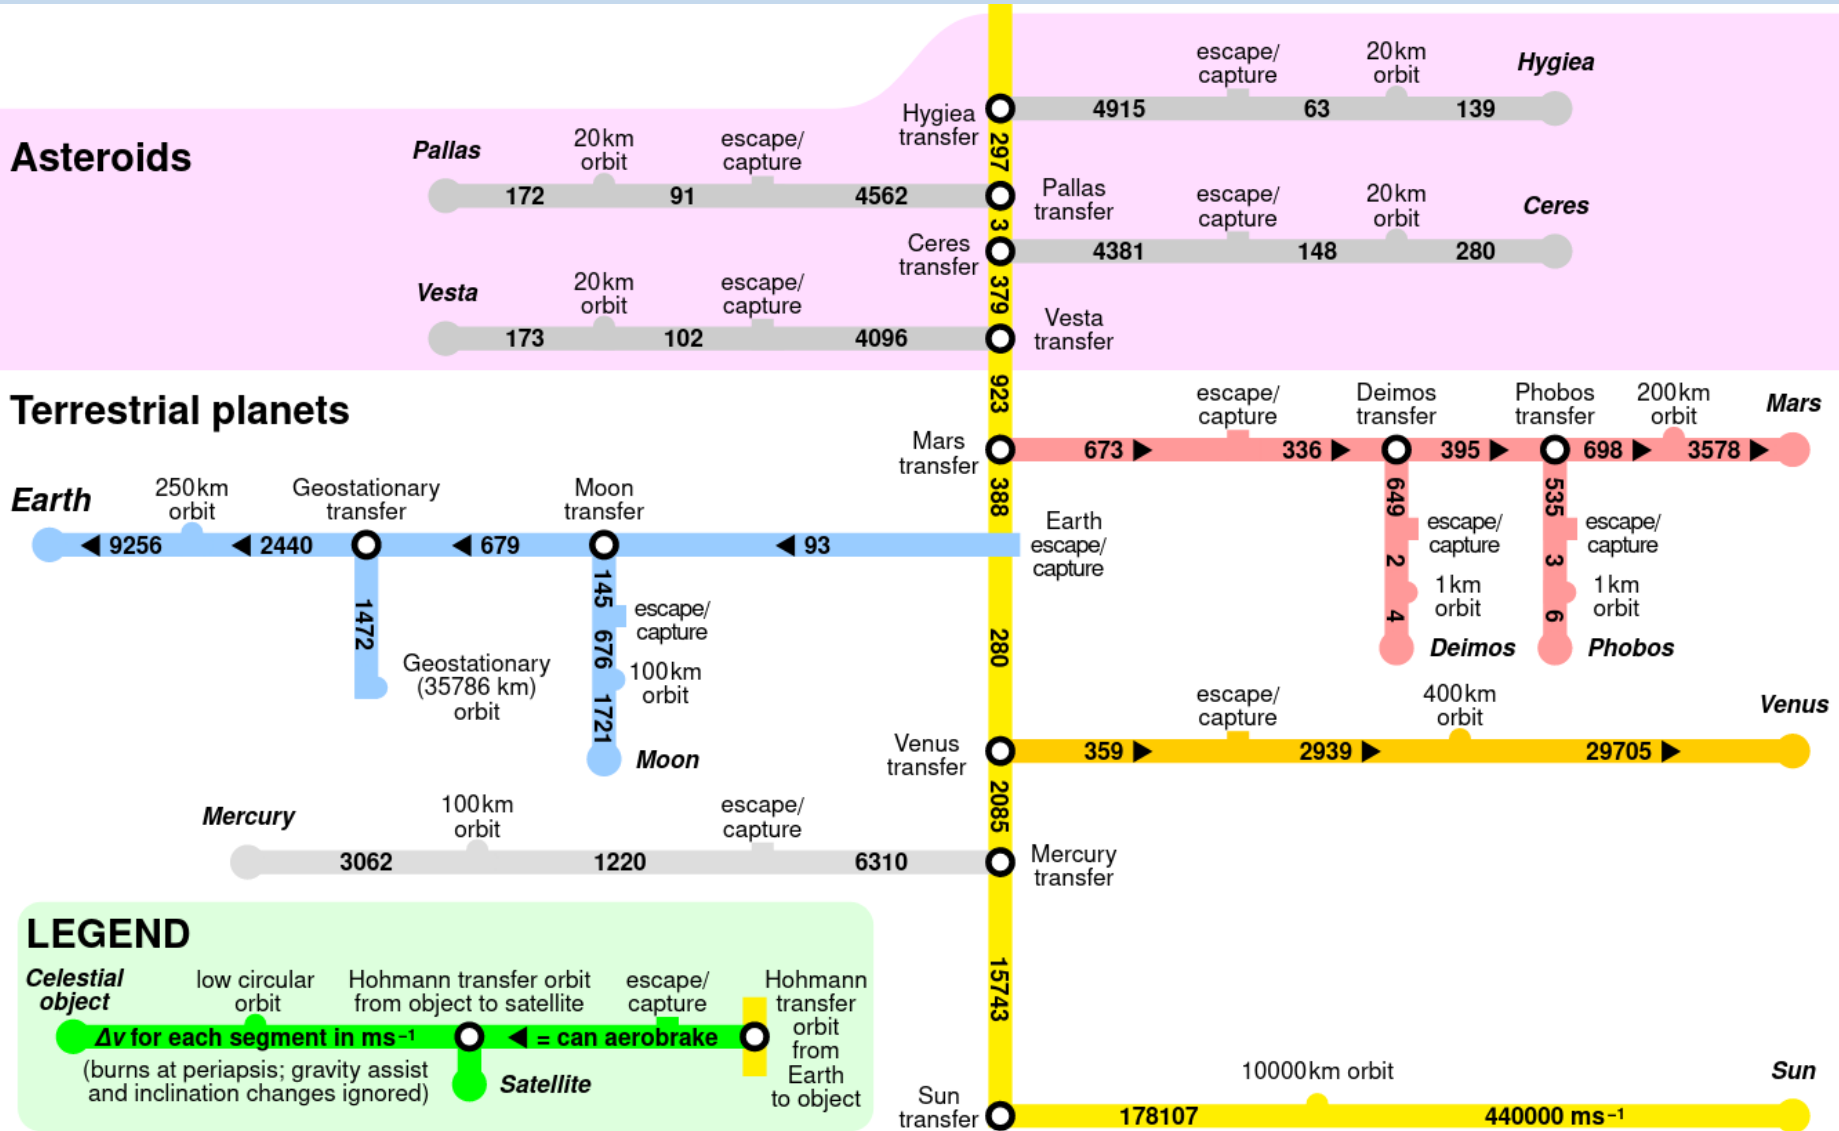 escape/
capture
20km
orbit
Hygiea
Hygiea
transfer
4915
63
139
297
Asteroids
Pallas
20km
orbit
escape/
capture
172
91
4562
Pallas
transfer
3
escape/
capture
20km
orbit
Ceres
Ceres
transfer
4381
148
280
379
Vesta
20km
orbit
escape/
capture
173
102
4096
Vesta
transfer
923
Terrestrial planets
escape/
capture
Deimos
transfer
Phobos
transfer
200km
orbit
Mars
Mars
transfer
673 ▶
336 ▶
395 ▶
698 ▶
3578 ▶
388
649
escape/
capture
2
1km
orbit
4
Deimos
535
escape/
capture
3
1km
orbit
6
Phobos
Earth
250km
orbit
Geostationary
transfer
Moon
transfer
◀ 9256
◀ 2440
◀ 679
◀ 93
Earth
escape/
capture
1472
Geostationary
(35786 km)
orbit
145
escape/
capture
676
100km
orbit
1721
Moon
280
escape/
capture
400km
orbit
Venus
Venus
transfer
359 ▶
2939 ▶
29705 ▶
2085
Mercury
100km
orbit
escape/
capture
3062
1220
6310
Mercury
transfer
15743
LEGEND
Celestial
object
low circular
orbit
Hohmann transfer orbit
from object to satellite
escape/
capture
Hohmann
transfer
orbit
from
Earth
to object
Δv for each segment in ms⁻¹
◀ = can aerobrake
(burns at periapsis; gravity assist
and inclination changes ignored)
Satellite
10000km orbit
Sun
Sun
transfer
178107
440000 ms⁻¹